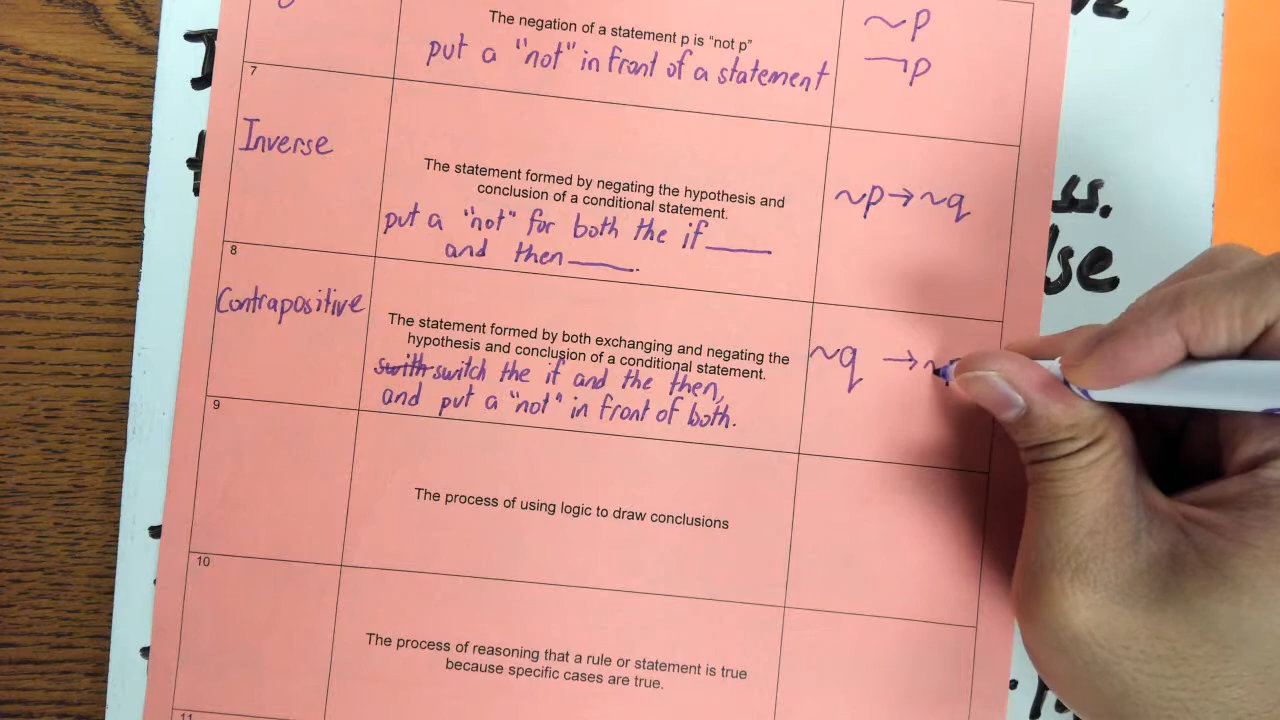 The negation of a statement p is “not p”
put a "not" in front of a statement
~p
¬p
7
Inverse
The statement formed by negating the hypothesis and
conclusion of a conditional statement.
put a "not" for both the if ____
and then ____.
~p→~q
8
Contrapositive
The statement formed by both exchanging and negating the
hypothesis and conclusion of a conditional statement.
swith switch the if and the then,
and put a "not" in front of both.
~q →~
9
The process of using logic to draw conclusions
10
The process of reasoning that a rule or statement is true
because specific cases are true.
11
ss.
lse